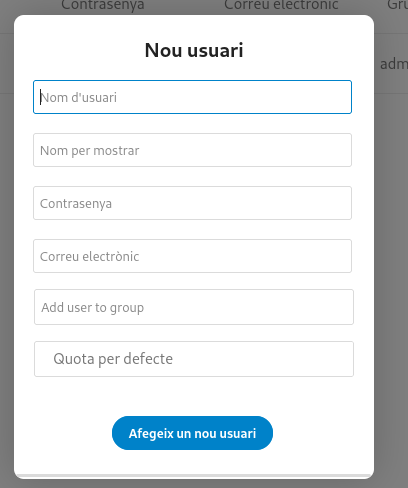 Contrasenya Correu electrònic
adm
Nou usuari
Nom d'usuari
Nom per mostrar
Contrasenya
Correu electrònic
Add user to group
Quota per defecte
Afegeix un nou usuari